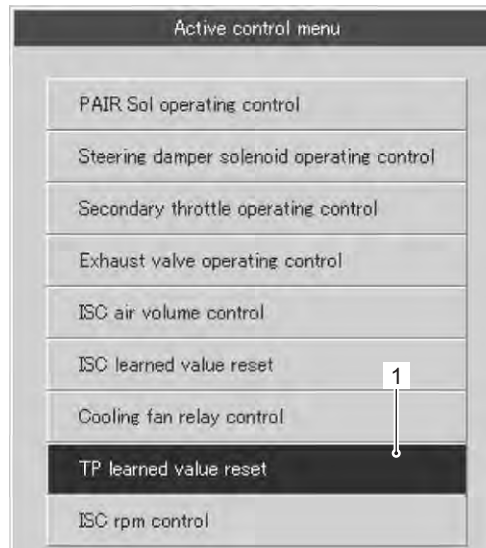 Active control menu
PAIR Sol operating control
Steering damper solenoid operating control
Secondary throttle operating control
Exhaust valve operating control
ISC air volume control
ISC learned value reset
1
Cooling fan relay control
TP learned value reset
ISC rpm control